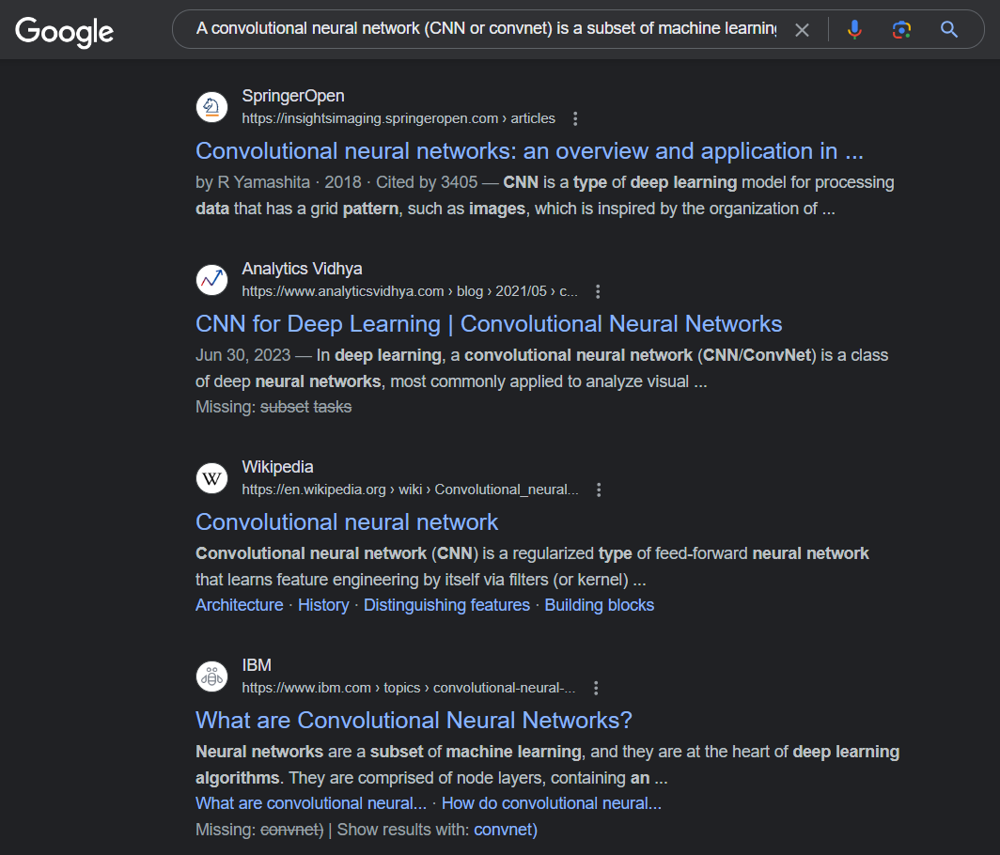 Google
A convolutional neural network (CNN or convnet) is a subset of machine learning
SpringerOpen
https://insightsimaging.springeropen.com › articles
Convolutional neural networks: an overview and application in ...
by R Yamashita · 2018 · Cited by 3405 — CNN is a type of deep learning model for processing
data that has a grid pattern, such as images, which is inspired by the organization of ...
Analytics Vidhya
https://www.analyticsvidhya.com › blog › 2021/05 › c...
CNN for Deep Learning | Convolutional Neural Networks
Jun 30, 2023 — In deep learning, a convolutional neural network (CNN/ConvNet) is a class
of deep neural networks, most commonly applied to analyze visual ...
Missing: subset tasks
W
Wikipedia
https://en.wikipedia.org › wiki › Convolutional_neural...
Convolutional neural network
Convolutional neural network (CNN) is a regularized type of feed-forward neural network
that learns feature engineering by itself via filters (or kernel) ...
Architecture · History · Distinguishing features · Building blocks
IBM
https://www.ibm.com › topics › convolutional-neural-...
What are Convolutional Neural Networks?
Neural networks are a subset of machine learning, and they are at the heart of deep learning
algorithms. They are comprised of node layers, containing an ...
What are convolutional neural... · How do convolutional neural...
Missing: convnet) | Show results with: convnet)